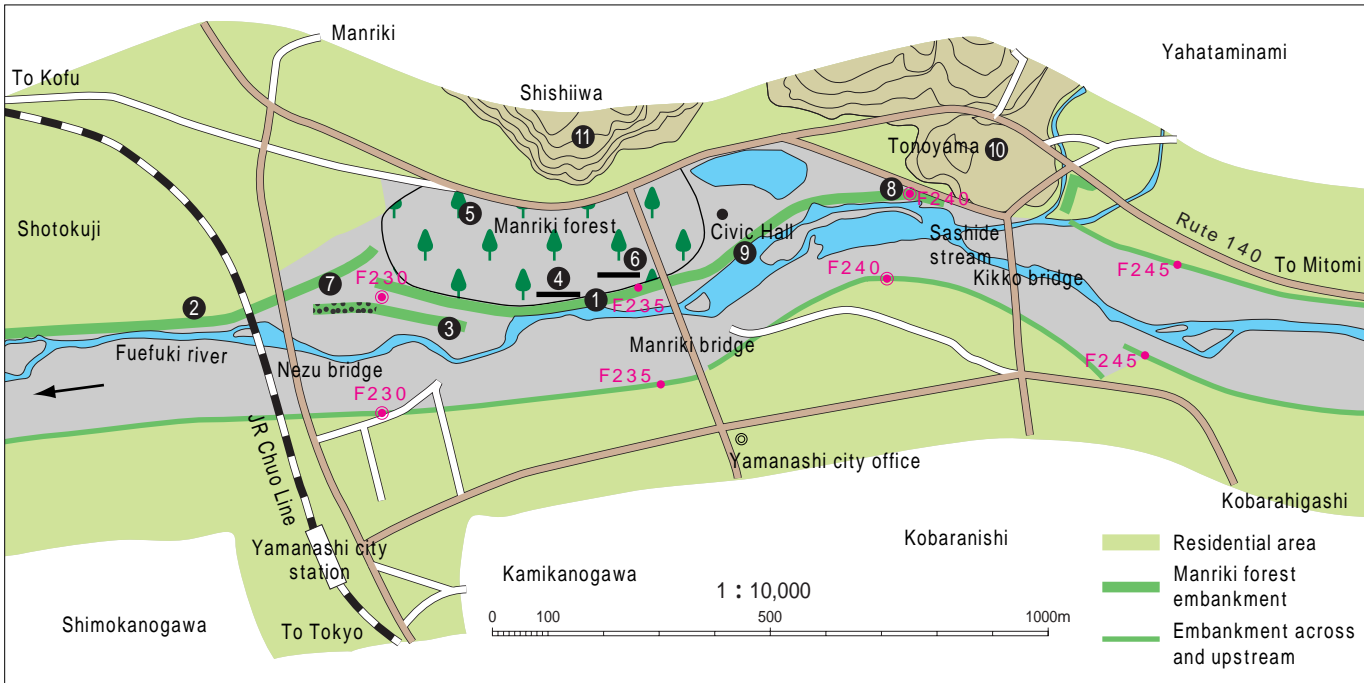 Manriki
Yahataminami
To Kofu
Shishiiwa
11
Tonoyama 10
8
F240
5
Manriki forest
Civic Hall
Shotokuji
Rute 140
Sashide
stream
6
9
F240
Kikko bridge
F245
To Mitomi
7
F230
4
2
1
F235
3
Fuefuki river
Manriki bridge
Nezu bridge
F235
F245
F230
JR Chuo Line
Yamanashi city office
Kobarahigashi
Kobaranishi
Yamanashi city
station
Kamikanogawa
1 : 10,000
0 100 500 1000m
Shimokanogawa
To Tokyo
Residential area
Manriki forest
embankment
Embankment across
and upstream